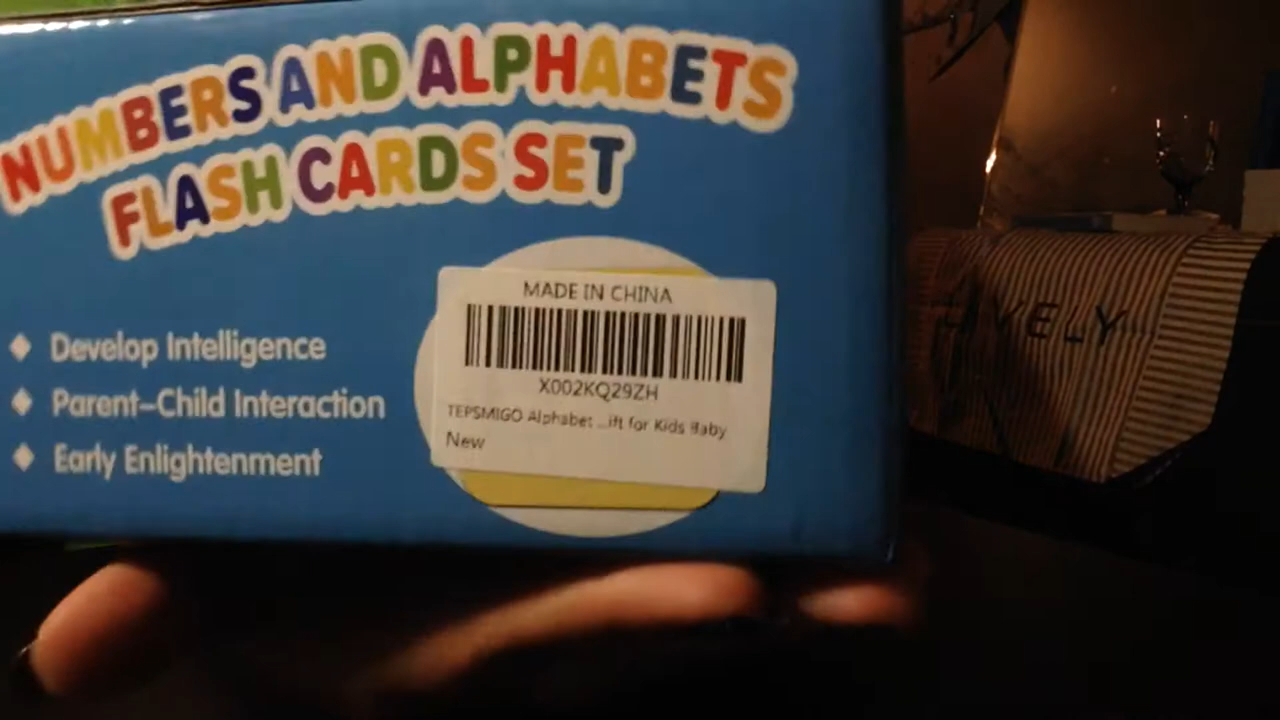 NUMBERS AND ALPHABETS
FLASH CARDS SET
Develop Intelligence
Parent-Child Interaction
Early Enlightenment
MADE IN CHINA
X002KQ29ZH
TEPSMIGO Alphabet ...ift for Kids Baby
New
VELY